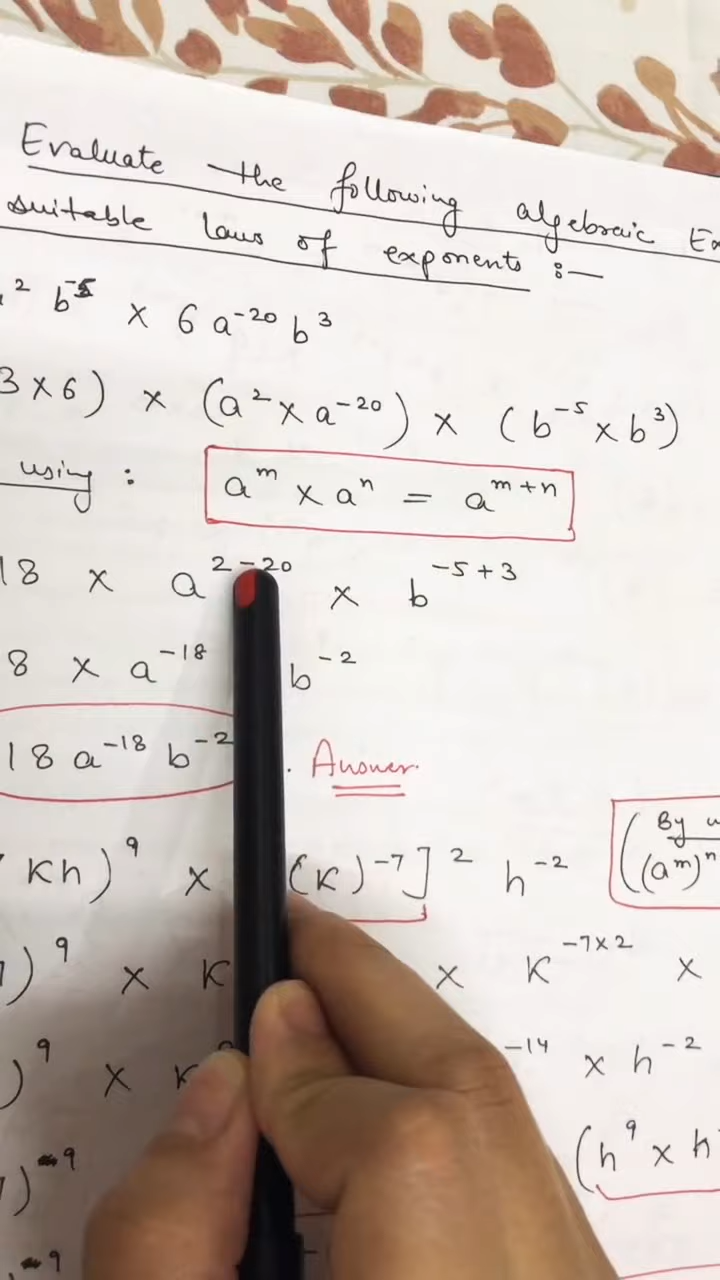 Evaluate the following algebraic
suitable laws of exponents :—
² b⁻⁵ × 6 a⁻²⁰ b³
3 × 6) × (a² × a⁻²⁰) × (b⁻⁵ × b³)
using : aᵐ × aⁿ = aᵐ⁺ⁿ
18 × a²⁻²⁰ × b⁻⁵⁺³
8 × a⁻¹⁸ b⁻²
18 a⁻¹⁸ b⁻² . Answer.
(By u
Kh)⁹ × (K)⁻⁷]² h⁻² (aᵐ)ⁿ
)⁹ × K × K⁻⁷ˣ² ×
)⁹ × K ⁻¹⁴ × h⁻²
)⁻⁹ (h⁹ × h
⁻⁹